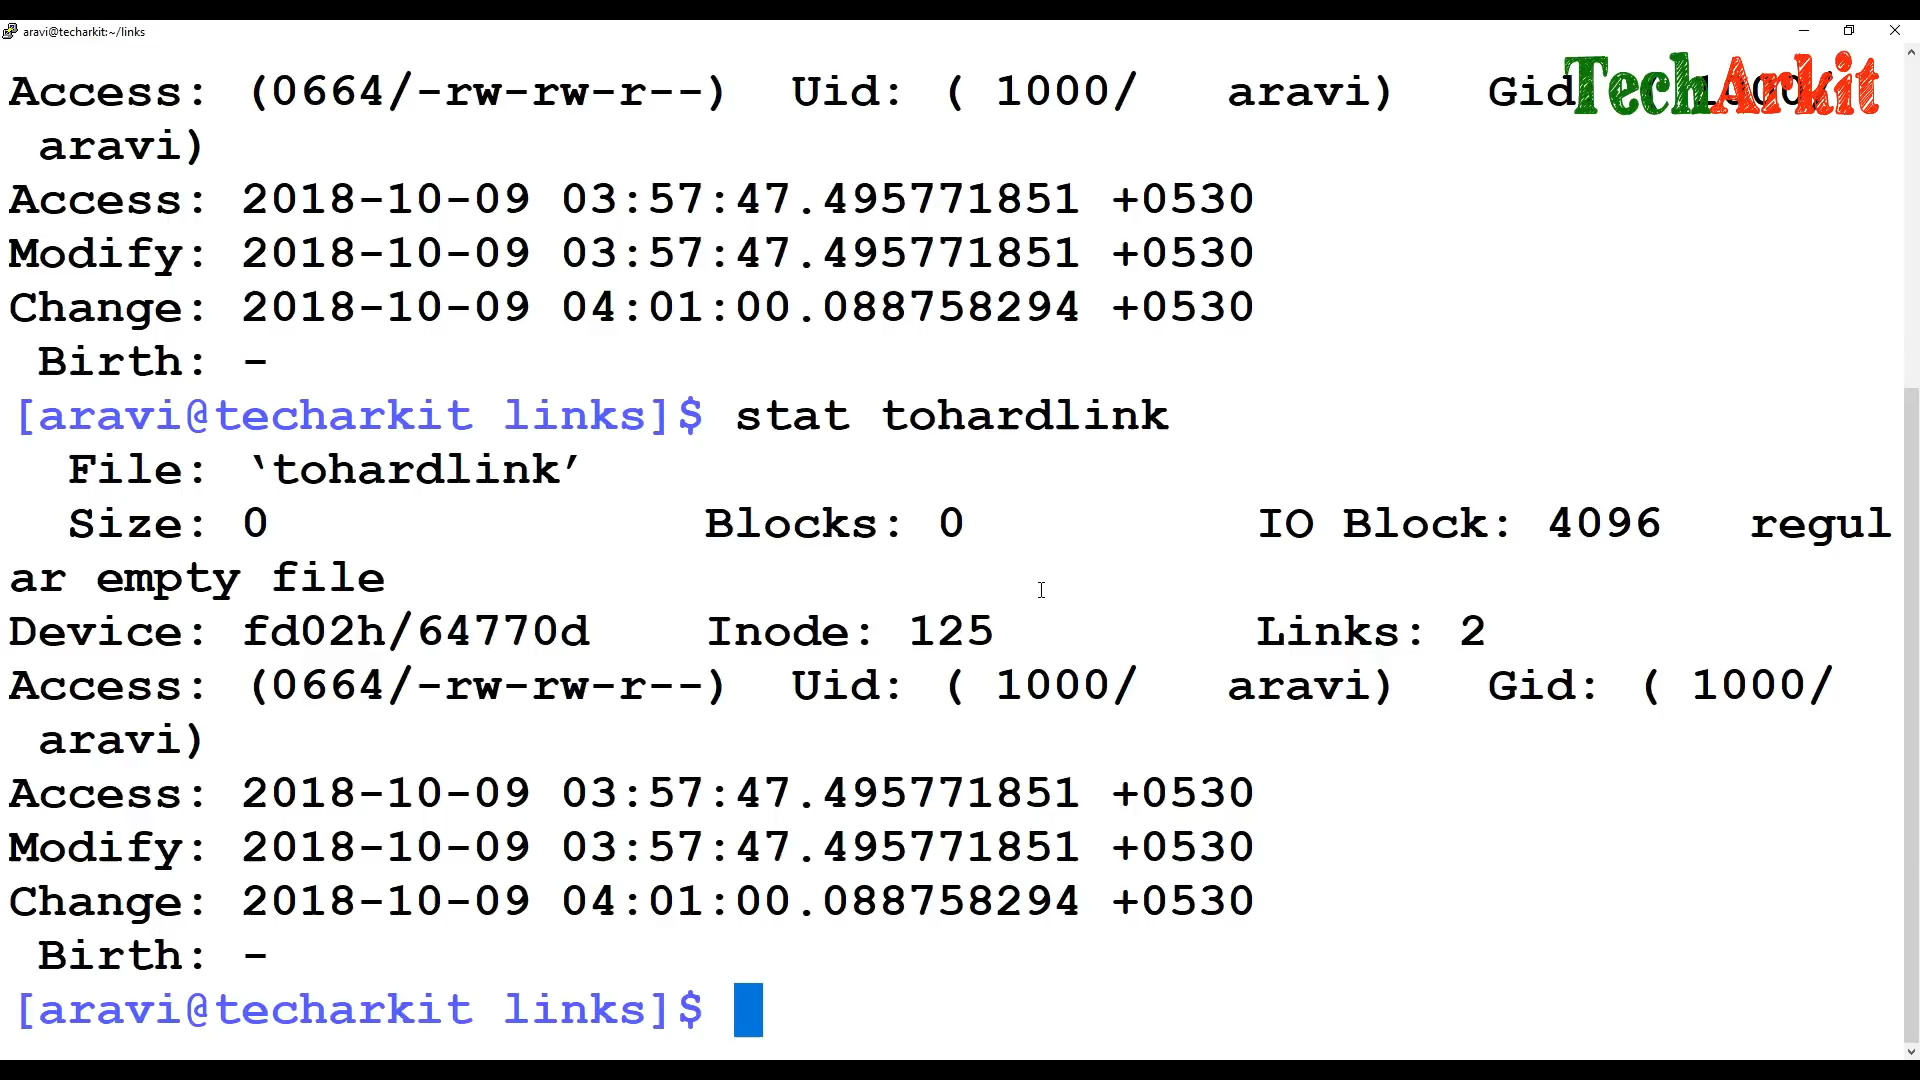 aravi@techarkit:~/links
TechArkit
Access: (0664/-rw-rw-r--)  Uid: ( 1000/   aravi)   Gid 1000/
 aravi)
Access: 2018-10-09 03:57:47.495771851 +0530
Modify: 2018-10-09 03:57:47.495771851 +0530
Change: 2018-10-09 04:01:00.088758294 +0530
 Birth: -
[aravi@techarkit links]$ stat tohardlink
  File: ‘tohardlink’
  Size: 0               Blocks: 0          IO Block: 4096   regul
ar empty file
Device: fd02h/64770d    Inode: 125         Links: 2
Access: (0664/-rw-rw-r--)  Uid: ( 1000/   aravi)   Gid: ( 1000/
 aravi)
Access: 2018-10-09 03:57:47.495771851 +0530
Modify: 2018-10-09 03:57:47.495771851 +0530
Change: 2018-10-09 04:01:00.088758294 +0530
 Birth: -
[aravi@techarkit links]$